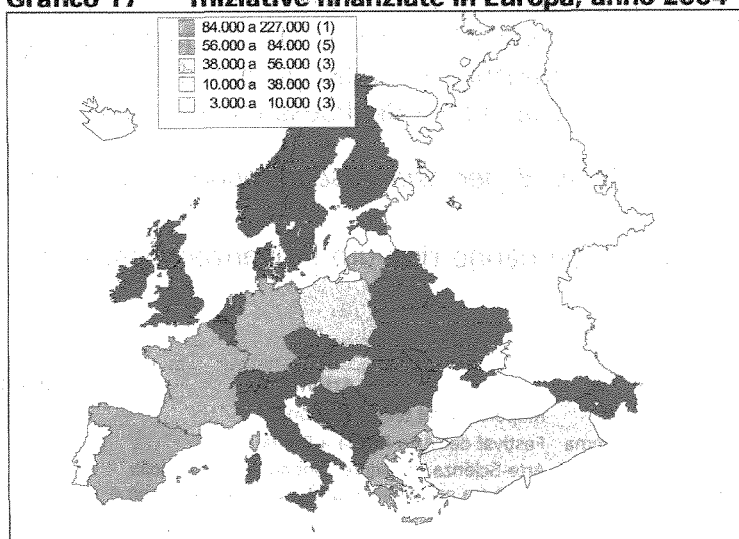 Grafico 17 Iniziative finanziate in Europa, anno 2004
84.000 a 227.000 (1)
56.000 a 84.000 (5)
38.000 a 56.000 (3)
10.000 a 38.000 (3)
3.000 a 10.000 (3)